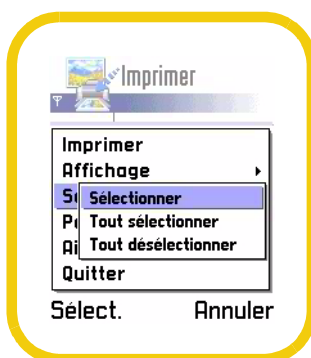 Imprimer
Imprimer
Affichage
Sélectionner
Tout sélectionner
Tout désélectionner
Quitter
Sélect. Annuler